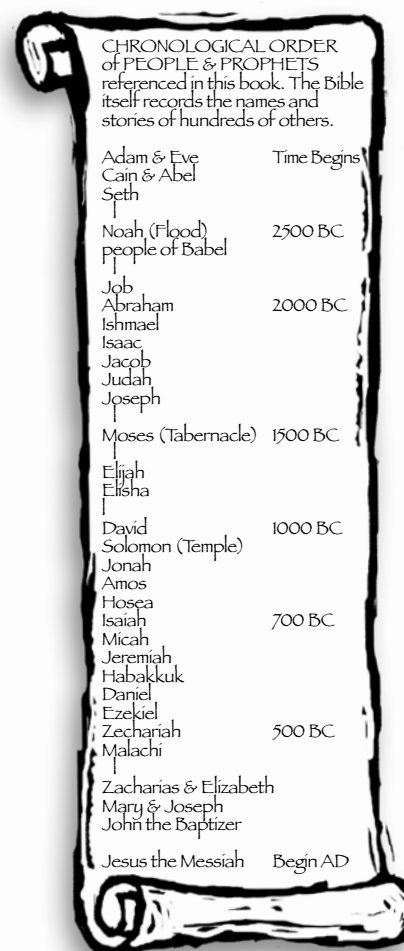 CHRONOLOGICAL ORDER
of PEOPLE & PROPHETS
referenced in this book. The Bible
itself records the names and
stories of hundreds of others.
Adam & Eve Time Begins
Cain & Abel
Seth
|
Noah (Flood) 2500 BC
people of Babel
|
Job
Abraham 2000 BC
Ishmael
Isaac
Jacob
Judah
Joseph
|
Moses (Tabernacle) 1500 BC
|
Elijah
Elisha
|
David 1000 BC
Solomon (Temple)
Jonah
Amos
Hosea
Isaiah 700 BC
Micah
Jeremiah
Habakkuk
Daniel
Ezekiel
Zechariah 500 BC
Malachi
|
Zacharias & Elizabeth
Mary & Joseph
John the Baptizer
Jesus the Messiah Begin AD